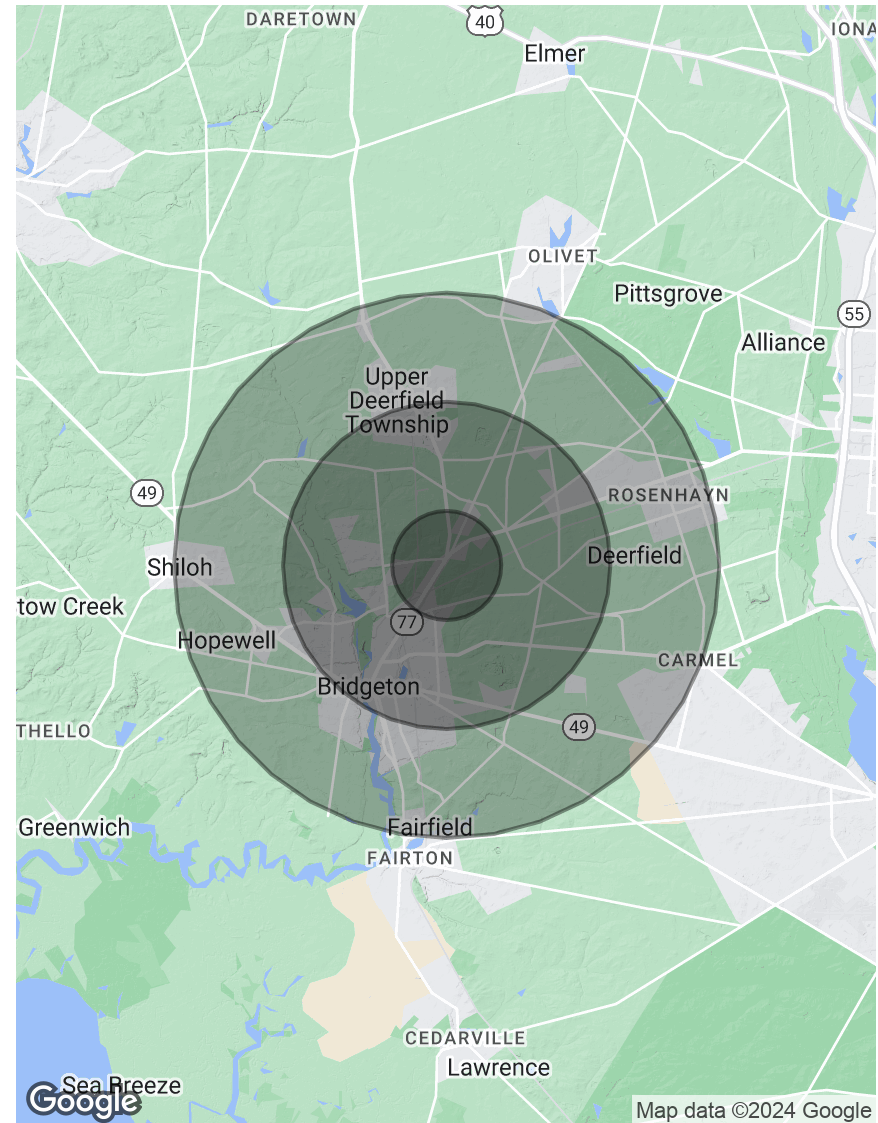 DARETOWN
40
IONA
Elmer
OLIVET
Pittsgrove
55
Alliance
Upper
Deerfield
Township
49
ROSENHAYN
Shiloh
Deerfield
tow Creek
77
Hopewell
CARMEL
Bridgeton
THELLO
49
Greenwich
Fairfield
FAIRTON
CEDARVILLE
Lawrence
Sea Breeze
Google
Map data ©2024 Google